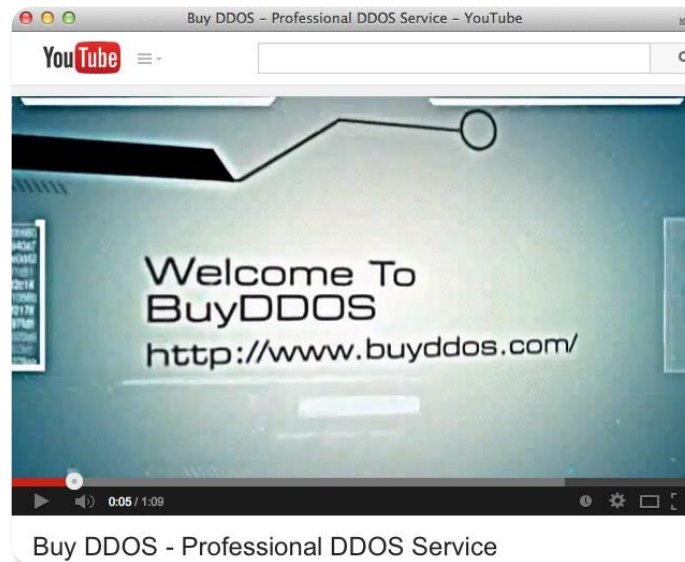 Buy DDOS – Professional DDOS Service – YouTube
YouTube
Welcome To
BuyDDOS
http://www.buyddos.com/
0:05 / 1:09
Buy DDOS - Professional DDOS Service